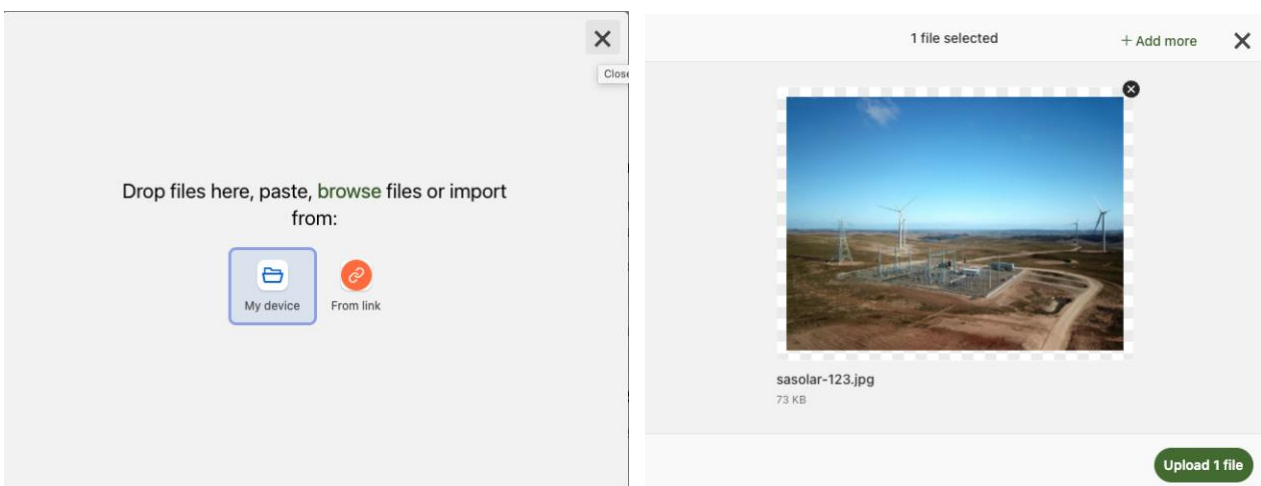 Close
Drop files here, paste, browse files or import
from:
My device
From link
1 file selected
+ Add more
sasolar-123.jpg
73 KB
Upload 1 file